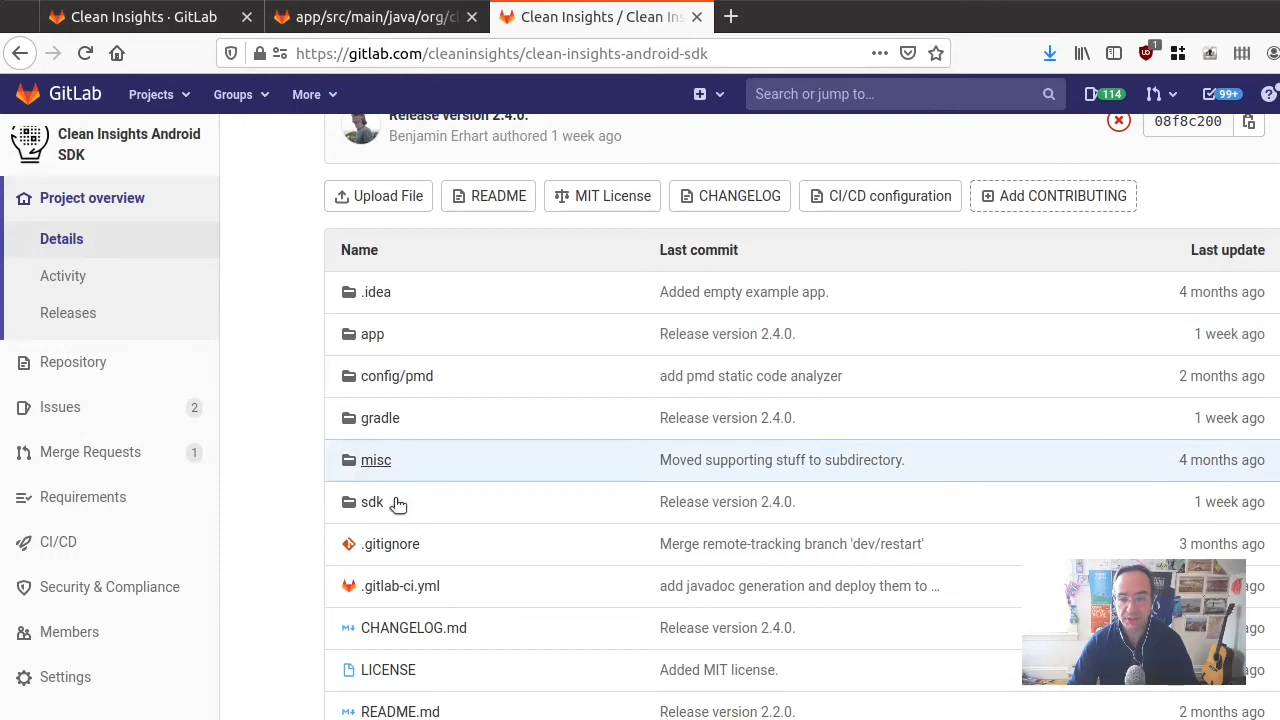 Clean Insights · GitLab
app/src/main/java/org/cl
Clean Insights / Clean Ins
https://gitlab.com/cleaninsights/clean-insights-android-sdk
1
GitLab
Projects
Groups
More
Search or jump to...
114
99+
Clean Insights Android
SDK
Project overview
Details
Activity
Releases
Repository
Issues 2
Merge Requests 1
Requirements
CI/CD
Security & Compliance
Members
Settings
Release version 2.4.0.
Benjamin Erhart authored 1 week ago
08f8c200
Upload File
README
MIT License
CHANGELOG
CI/CD configuration
Add CONTRIBUTING
Name Last commit Last update
.idea Added empty example app. 4 months ago
app Release version 2.4.0. 1 week ago
config/pmd add pmd static code analyzer 2 months ago
gradle Release version 2.4.0. 1 week ago
misc Moved supporting stuff to subdirectory. 4 months ago
sdk Release version 2.4.0. 1 week ago
.gitignore Merge remote-tracking branch 'dev/restart' 3 months ago
.gitlab-ci.yml add javadoc generation and deploy them to ... ago
CHANGELOG.md Release version 2.4.0. ago
LICENSE Added MIT license. ago
README.md Release version 2.2.0. 2 months ago